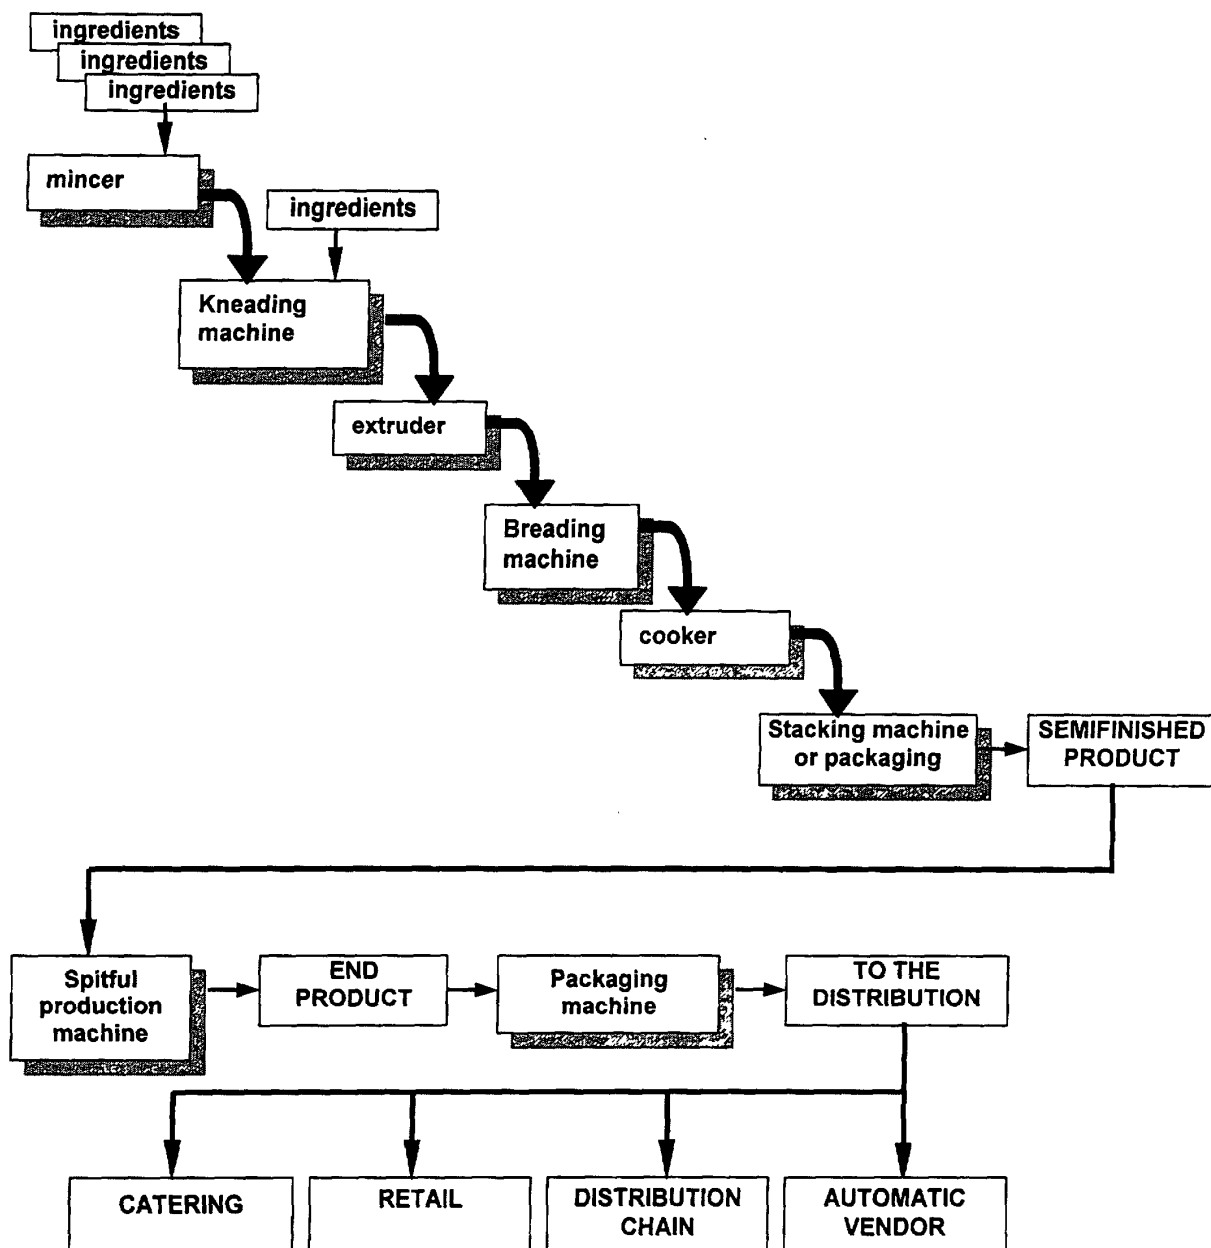 ingredients
ingredients
ingredients
mincer
ingredients
Kneading
machine
extruder
Breading
machine
cooker
Stacking machine
or packaging
SEMIFINISHED
PRODUCT
Spitful
production
machine
END
PRODUCT
Packaging
machine
TO THE
DISTRIBUTION
CATERING
RETAIL
DISTRIBUTION
CHAIN
AUTOMATIC
VENDOR